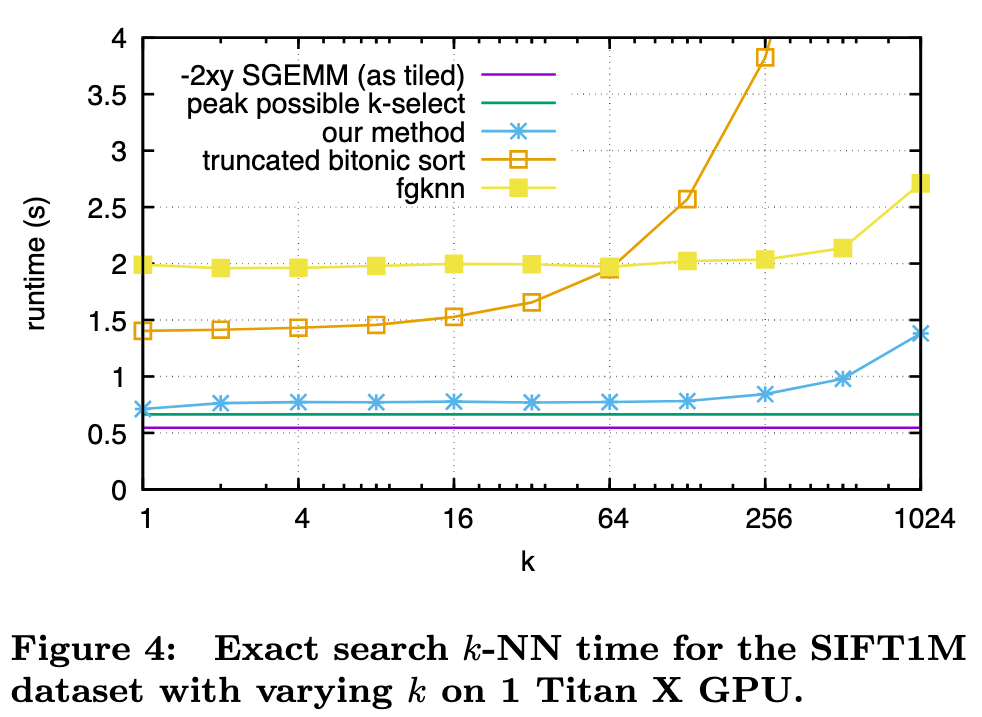 4
3.5
3
2.5
2
1.5
1
0.5
0
runtime (s)
-2xy SGEMM (as tiled)
peak possible k-select
our method
truncated bitonic sort
fgknn
1 4 16 64 256 1024
k
Figure 4: Exact search k-NN time for the SIFT1M
dataset with varying k on 1 Titan X GPU.